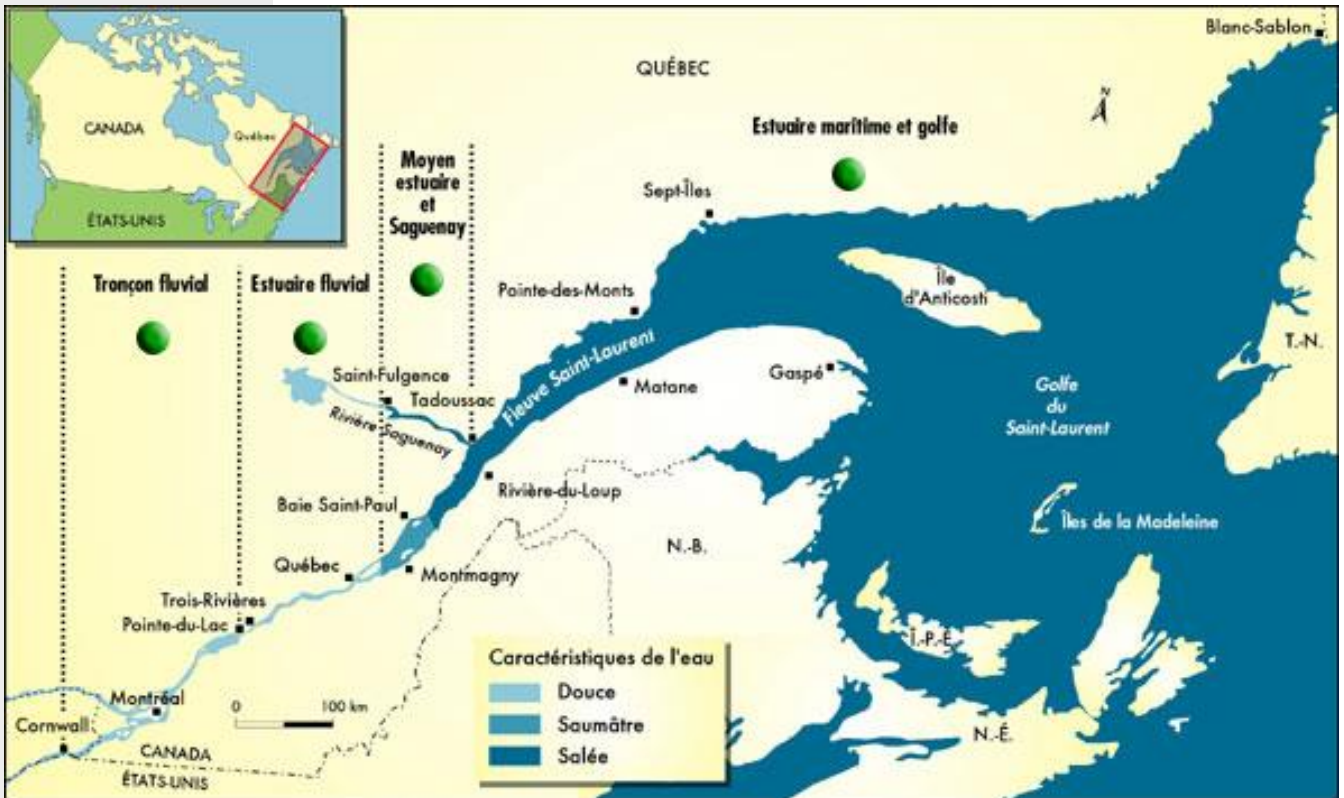 CANADA
Québec
ÉTATS-UNIS
QUÉBEC
Blanc-Sablon
N
Estuaire maritime et golfe
Moyen
estuaire
et
Saguenay
Sept-Îles
Tronçon fluvial
Estuaire fluvial
Pointe-des-Monts
Île
d'Anticosti
T.-N.
Saint-Fulgence
Tadoussac
Rivière Saguenay
Fleuve Saint-Laurent
Matane
Gaspé
Golfe
du
Saint-Laurent
Rivière-du-Loup
Baie Saint-Paul
Îles de la Madeleine
N.-B.
Québec
Montmagny
Trois-Rivières
Pointe-du-Lac
Î.-P.-É.
Montréal
0 100 km
Cornwall
CANADA
ÉTATS-UNIS
N.-É.
Caractéristiques de l'eau
Douce
Saumâtre
Salée